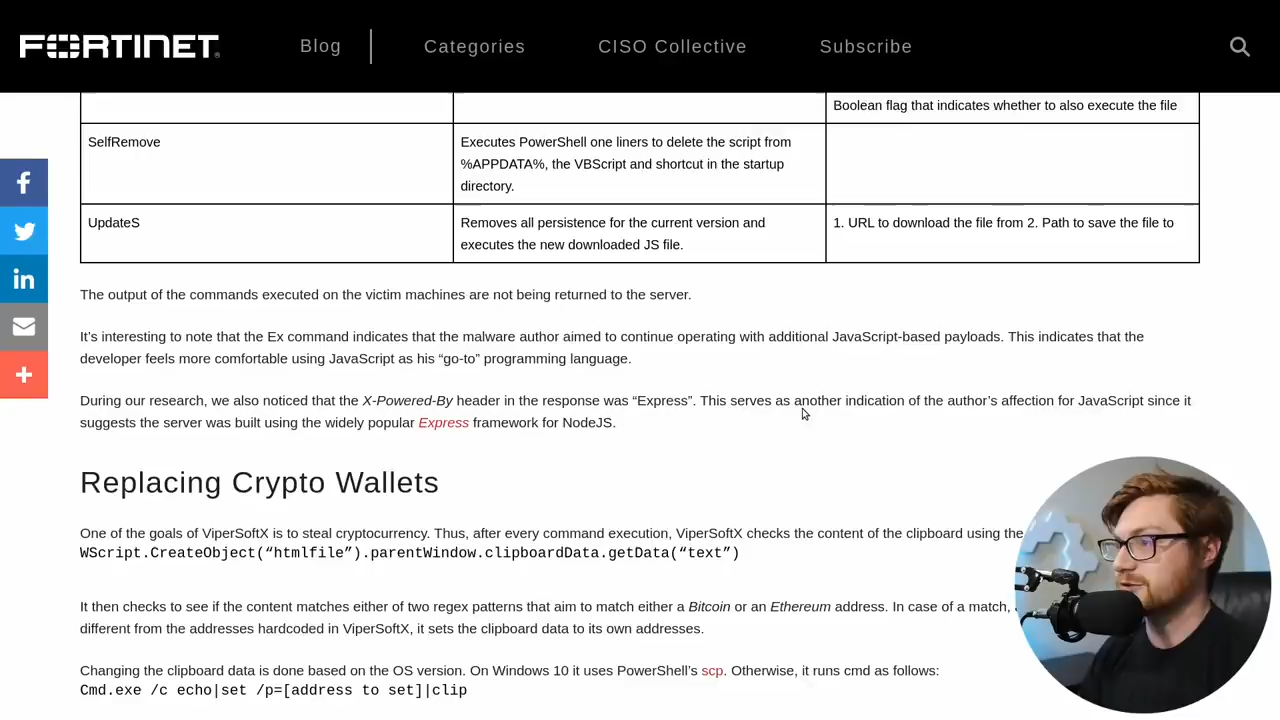 FORTINET
Blog
Categories
CISO Collective
Subscribe
Boolean flag that indicates whether to also execute the file
SelfRemove
Executes PowerShell one liners to delete the script from
%APPDATA%, the VBScript and shortcut in the startup
directory.
UpdateS
Removes all persistence for the current version and
executes the new downloaded JS file.
1. URL to download the file from 2. Path to save the file to
The output of the commands executed on the victim machines are not being returned to the server.
It’s interesting to note that the Ex command indicates that the malware author aimed to continue operating with additional JavaScript-based payloads. This indicates that the
developer feels more comfortable using JavaScript as his “go-to” programming language.
During our research, we also noticed that the X-Powered-By header in the response was “Express”. This serves as another indication of the author’s affection for JavaScript since it
suggests the server was built using the widely popular Express framework for NodeJS.
Replacing Crypto Wallets
One of the goals of ViperSoftX is to steal cryptocurrency. Thus, after every command execution, ViperSoftX checks the content of the clipboard using the
WScript.CreateObject(“htmlfile”).parentWindow.clipboardData.getData(“text”)
It then checks to see if the content matches either of two regex patterns that aim to match either a Bitcoin or an Ethereum address. In case of a match,
different from the addresses hardcoded in ViperSoftX, it sets the clipboard data to its own addresses.
Changing the clipboard data is done based on the OS version. On Windows 10 it uses PowerShell’s scp. Otherwise, it runs cmd as follows:
Cmd.exe /c echo|set /p=[address to set]|clip